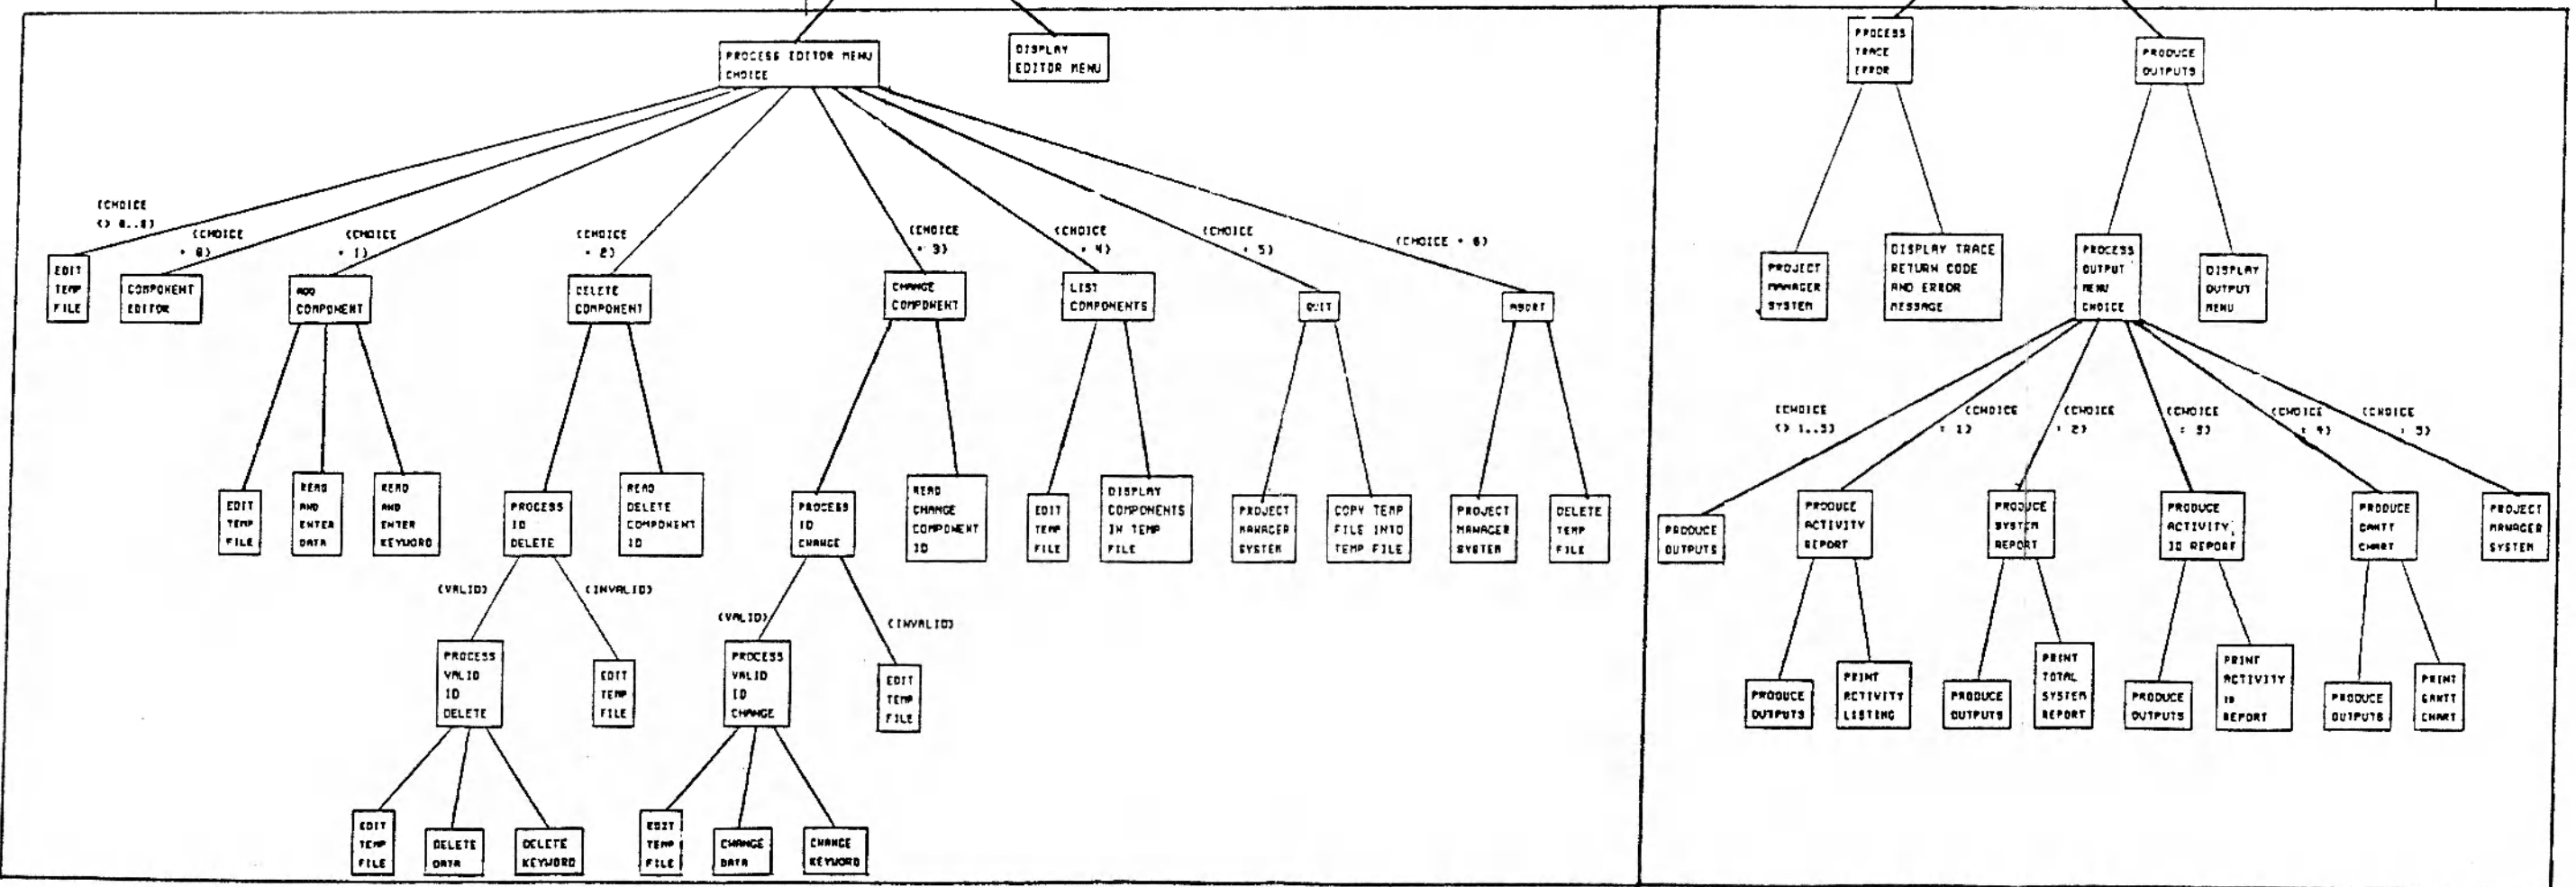 PROCESS EDITOR MENU
CHOICE
DISPLAY
EDITOR MENU
(CHOICE
(CHOICE
= 0)
(CHOICE
= 1)
(CHOICE
= 2)
(CHOICE
= 3)
(CHOICE
= 4)
(CHOICE
= 5)
(CHOICE = 6)
EDIT
TEMP
FILE
COMPONENT
EDITOR
ADD
COMPONENT
DELETE
COMPONENT
CHANGE
COMPONENT
LIST
COMPONENTS
QUIT
ABORT
EDIT
TEMP
FILE
READ
AND
ENTER
DATA
READ
AND
ENTER
KEYWORD
PROCESS
ID
DELETE
READ
DELETE
COMPONENT
ID
PROCESS
ID
CHANGE
READ
CHANGE
COMPONENT
ID
EDIT
TEMP
FILE
DISPLAY
COMPONENTS
IN TEMP
FILE
PROJECT
MANAGER
SYSTEM
COPY TEMP
FILE INTO
TEMP FILE
PROJECT
MANAGER
SYSTEM
DELETE
TEMP
FILE
(VALID)
(INVALID)
(VALID)
(INVALID)
PROCESS
VALID
ID
DELETE
EDIT
TEMP
FILE
PROCESS
VALID
ID
CHANGE
EDIT
TEMP
FILE
EDIT
TEMP
FILE
DELETE
DATA
DELETE
KEYWORD
EDIT
TEMP
FILE
CHANGE
DATA
CHANGE
KEYWORD
PROCESS
TRACE
ERROR
PRODUCE
OUTPUTS
PROJECT
MANAGER
SYSTEM
DISPLAY TRACE
RETURN CODE
AND ERROR
MESSAGE
PROCESS
OUTPUT
MENU
CHOICE
DISPLAY
OUTPUT
MENU
(CHOICE
<> 1..5)
(CHOICE
= 1)
(CHOICE
= 2)
(CHOICE
= 3)
(CHOICE
= 4)
(CHOICE
= 5)
PRODUCE
OUTPUTS
PRODUCE
ACTIVITY
REPORT
PRODUCE
SYSTEM
REPORT
PRODUCE
ACTIVITY
ID REPORT
PRODUCE
GANTT
CHART
PROJECT
MANAGER
SYSTEM
PRODUCE
OUTPUTS
PRINT
ACTIVITY
LISTING
PRODUCE
OUTPUTS
PRINT
TOTAL
SYSTEM
REPORT
PRODUCE
OUTPUTS
PRINT
ACTIVITY
ID
REPORT
PRODUCE
OUTPUTS
PRINT
GANTT
CHART